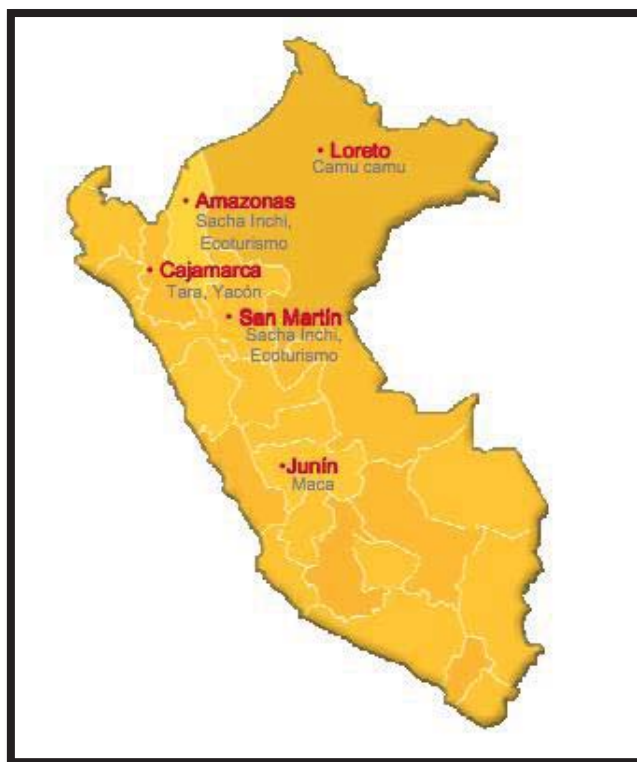 Loreto
Camu camu
Amazonas
Sacha Inchi,
Ecoturismo
Cajamarca
Tara, Yacón
San Martín
Sacha Inchi,
Ecoturismo
Junín
Maca